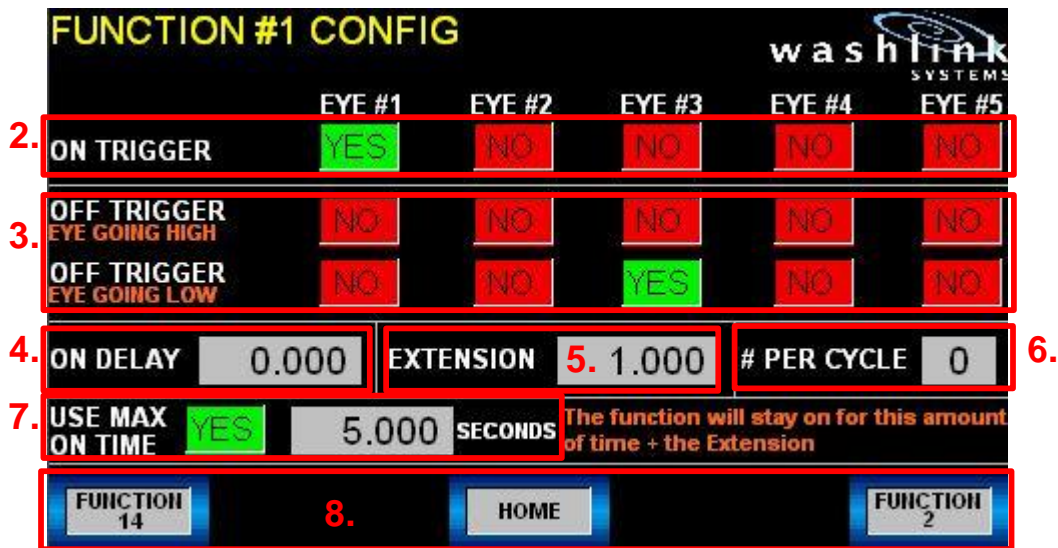 FUNCTION #1 CONFIG
washlink
SYSTEMS
EYE #1 EYE #2 EYE #3 EYE #4 EYE #5
2. ON TRIGGER YES NO NO NO NO
3. OFF TRIGGER NO NO NO NO NO
EYE GOING HIGH
OFF TRIGGER NO NO YES NO NO
EYE GOING LOW
4. ON DELAY 0.000 EXTENSION 5. 1.000 # PER CYCLE 0 6.
7. USE MAX ON TIME YES 5.000 SECONDS The function will stay on for this amount
of time + the Extension
FUNCTION 14 8. HOME FUNCTION 2